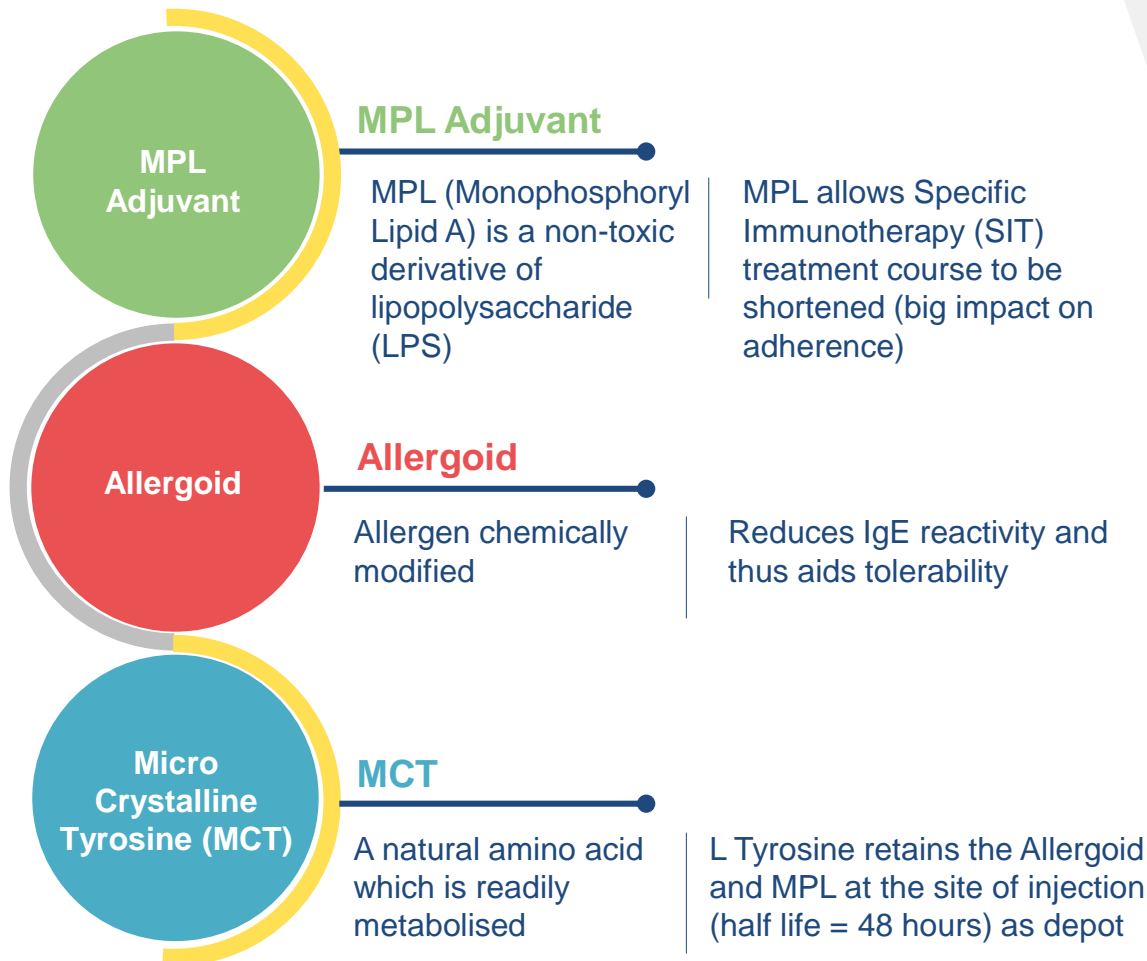 MPL
Adjuvant
MPL Adjuvant
MPL (Monophosphoryl
Lipid A) is a non-toxic
derivative of
lipopolysaccharide
(LPS)
MPL allows Specific
Immunotherapy (SIT)
treatment course to be
shortened (big impact on
adherence)
Allergoid
Allergoid
Allergen chemically
modified
Reduces IgE reactivity and
thus aids tolerability
Micro
Crystalline
Tyrosine (MCT)
MCT
A natural amino acid
which is readily
metabolised
L Tyrosine retains the Allergoid
and MPL at the site of injection
(half life = 48 hours) as depot